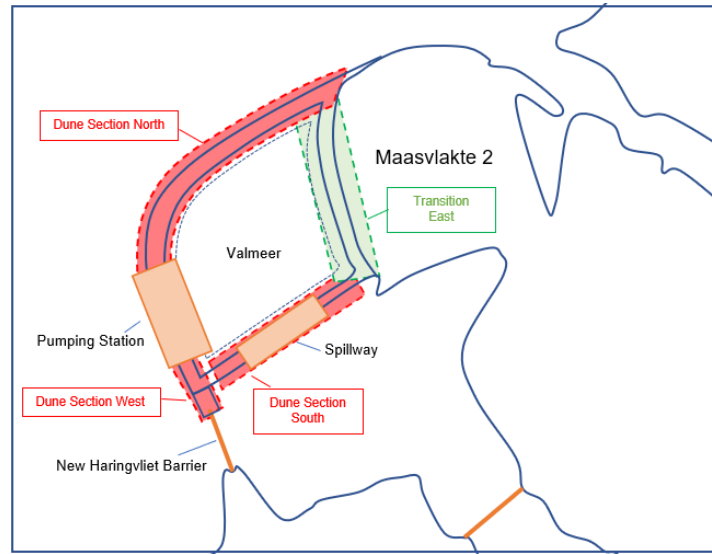 Dune Section North
Maasvlakte 2
Transition
East
Valmeer
Pumping Station
Spillway
Dune Section West
Dune Section
South
New Haringvliet Barrier